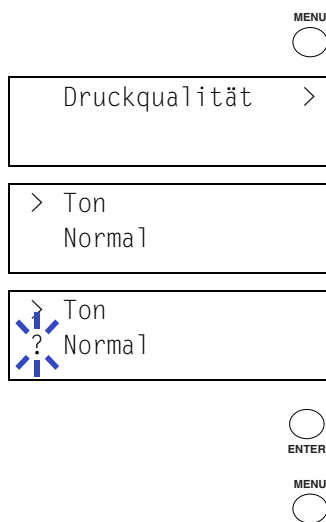 MENU
Druckqualität >
> Ton
Normal
> Ton
? Normal
ENTER
MENU